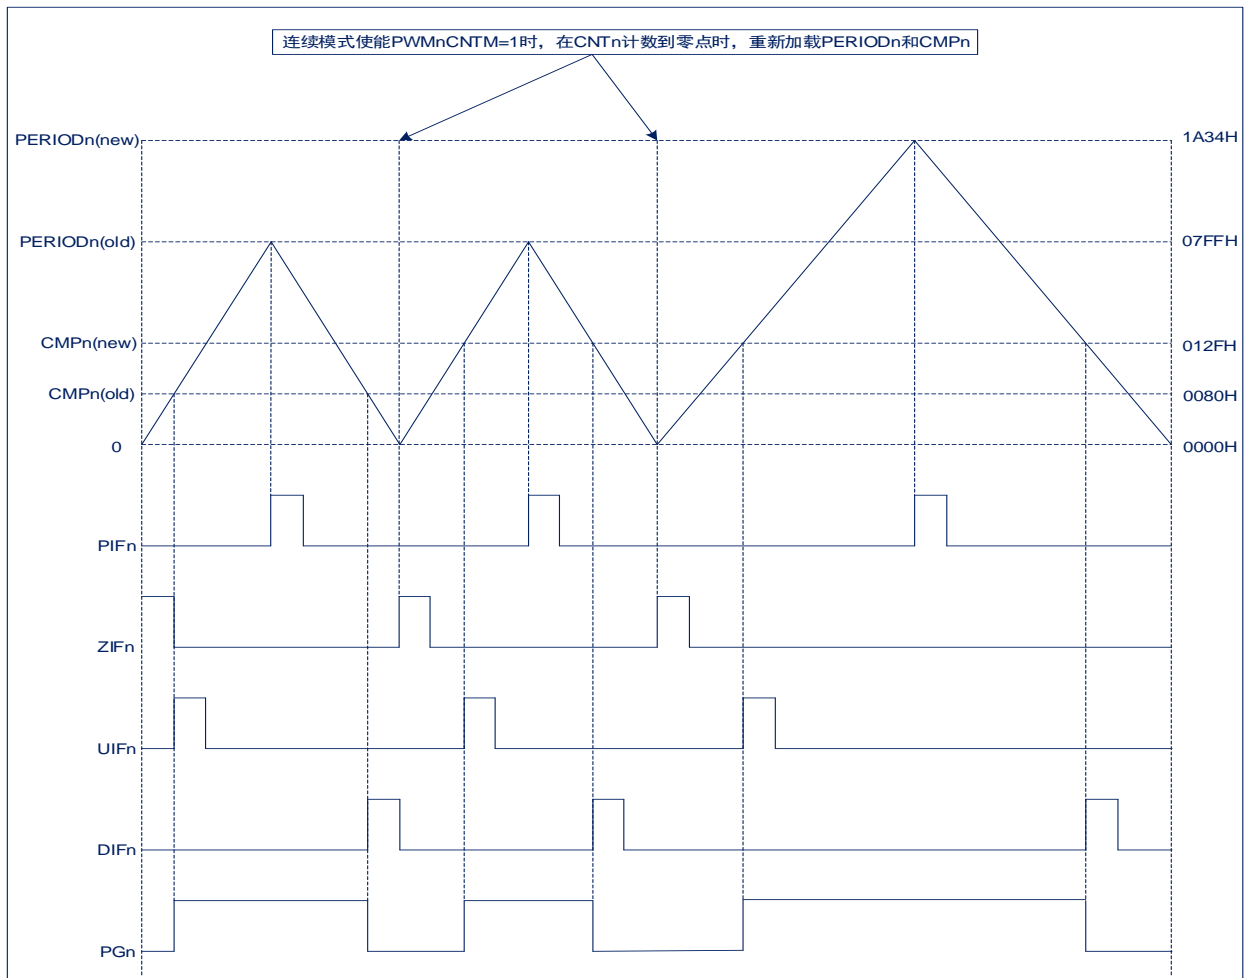 连续模式使能PWMnCNTM=1时，在CNTn计数到零点时，重新加载PERIODn和CMPn
PERIODn(new)
1A34H
PERIODn(old)
07FFH
CMPn(new)
012FH
CMPn(old)
0080H
0
0000H
PIFn
ZIFn
UIFn
DIFn
PGn